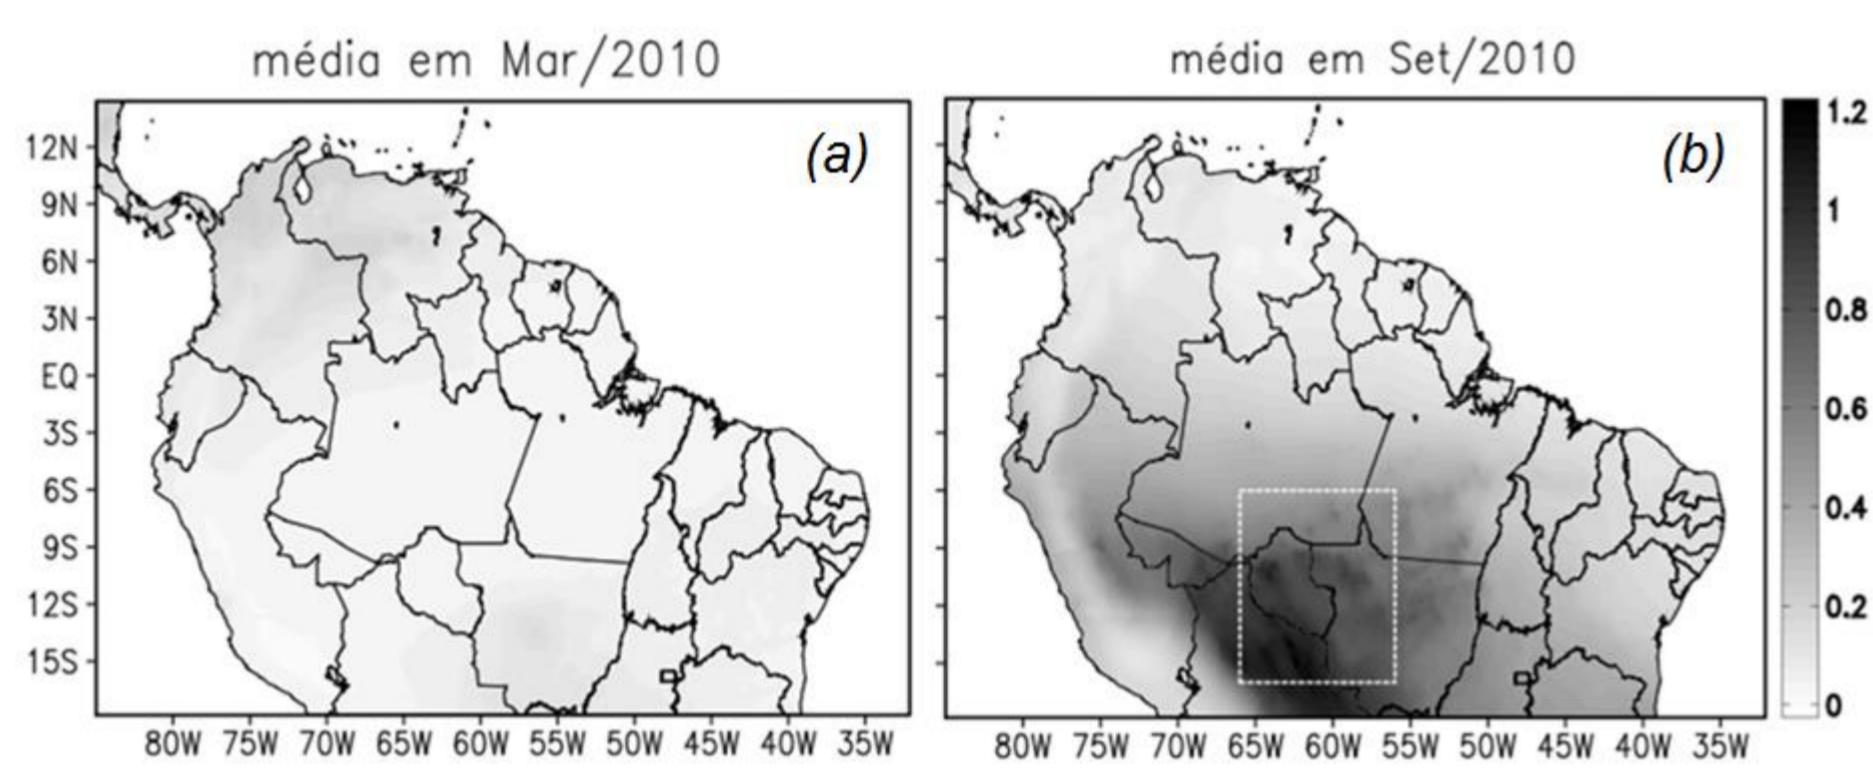 média em Mar/2010
média em Set/2010
(a)
(b)
12N
9N
6N
3N
EQ
3S
6S
9S
12S
15S
80W 75W 70W 65W 60W 55W 50W 45W 40W 35W
80W 75W 70W 65W 60W 55W 50W 45W 40W 35W
1.2
1
0.8
0.6
0.4
0.2
0